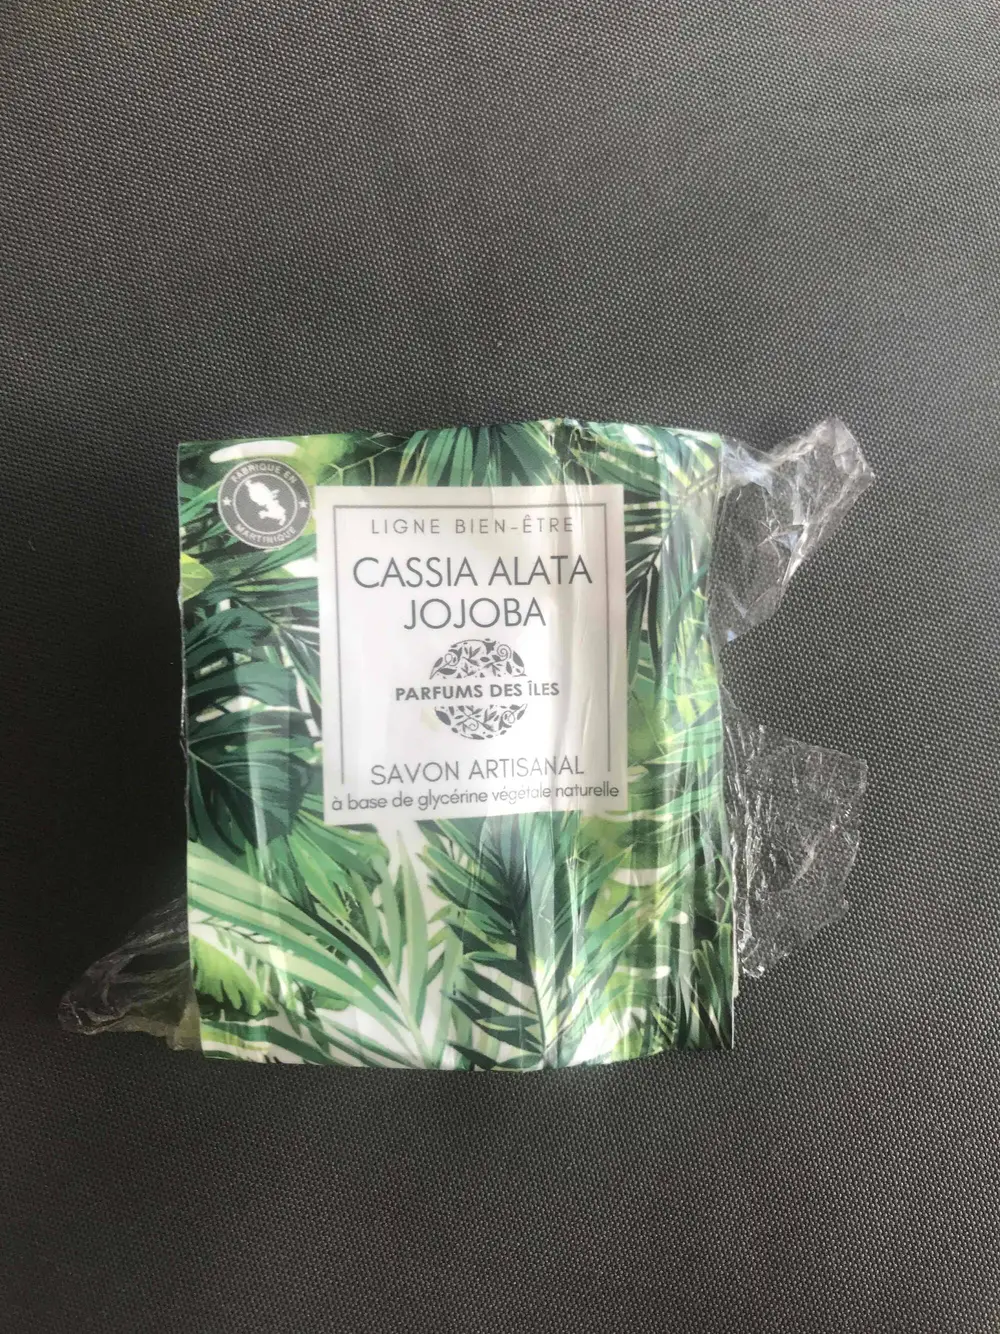 FABRIQUÉ EN
MARTINIQUE
LIGNE BIEN-ÊTRE
CASSIA ALATA
JOJOBA
PARFUMS DES ÎLES
SAVON ARTISANAL
à base de glycérine végétale naturelle